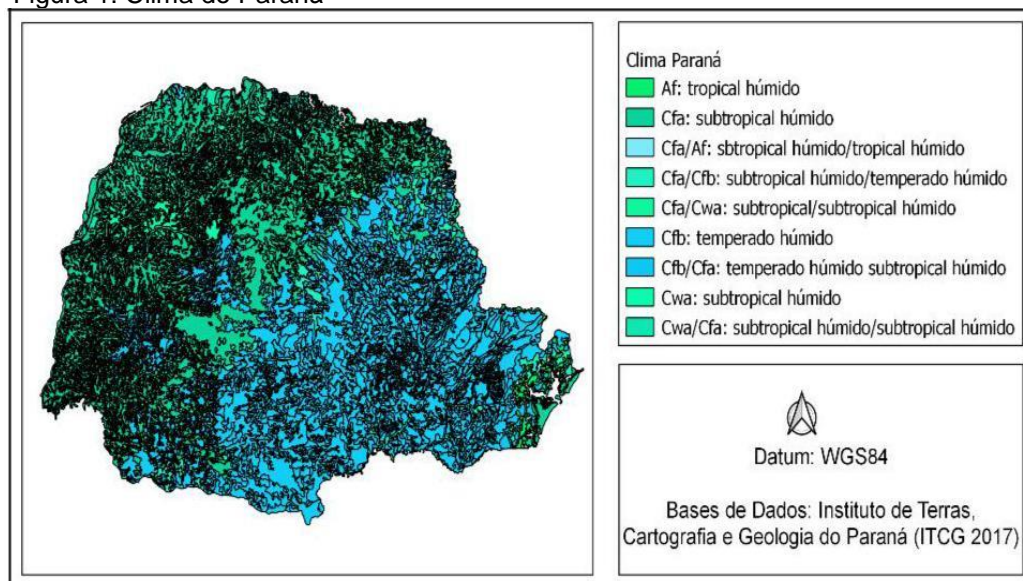 Figura 1: Clima do Paraná
Clima Paraná
Af: tropical húmido
Cfa: subtropical húmido
Cfa/Af: sbtropical húmido/tropical húmido
Cfa/Cfb: subtropical húmido/temperado húmido
Cfa/Cwa: subtropical/subtropical húmido
Cfb: temperado húmido
Cfb/Cfa: temperado húmido subtropical húmido
Cwa: subtropical húmido
Cwa/Cfa: subtropical húmido/subtropical húmido
Datum: WGS84
Bases de Dados: Instituto de Terras,
Cartografia e Geologia do Paraná (ITCG 2017)